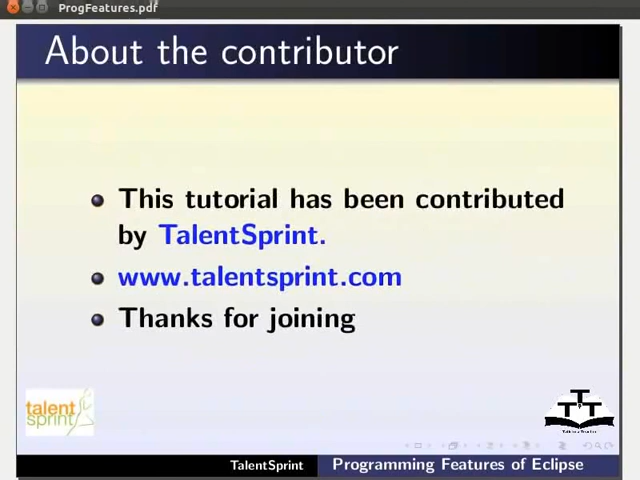 ProgFeatures.pdf
About the contributor
This tutorial has been contributed
by TalentSprint.
www.talentsprint.com
Thanks for joining
talent
sprint
TTT
TalentSprint
Programming Features of Eclipse